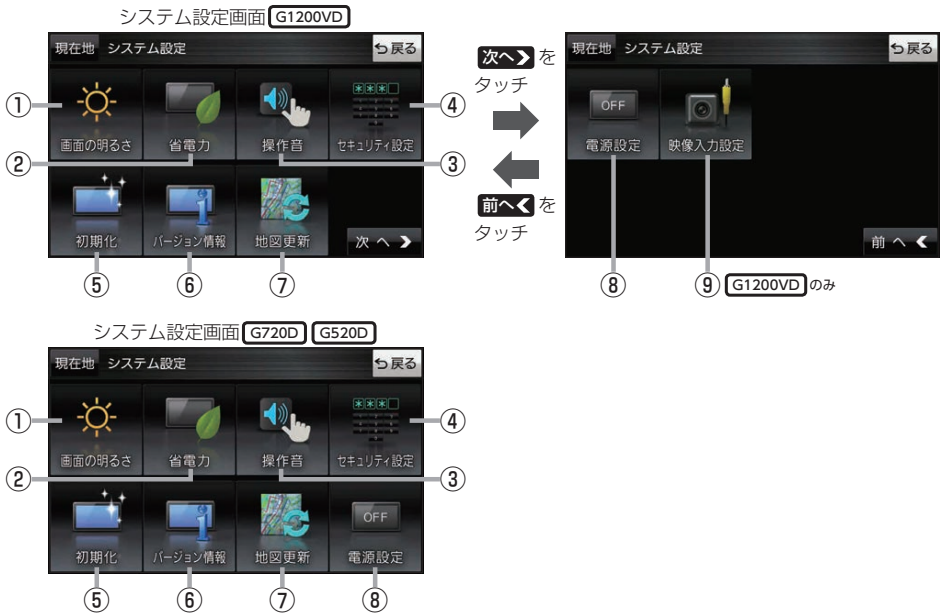 システム設定画面 G1200VD
現在地 システム設定 戻る
① 画面の明るさ
② 省電力
③ 操作音
④ セキュリティ設定
⑤ 初期化
⑥ バージョン情報
⑦ 地図更新
次 へ
次へ を
タッチ
前へ を
タッチ
現在地 システム設定 戻る
OFF
電源設定 映像入力設定
前 へ
⑧ ⑨ G1200VD のみ
システム設定画面 G720D G520D
現在地 システム設定 戻る
① 画面の明るさ
② 省電力
③ 操作音
④ セキュリティ設定
⑤ 初期化
⑥ バージョン情報
⑦ 地図更新
OFF
⑧ 電源設定